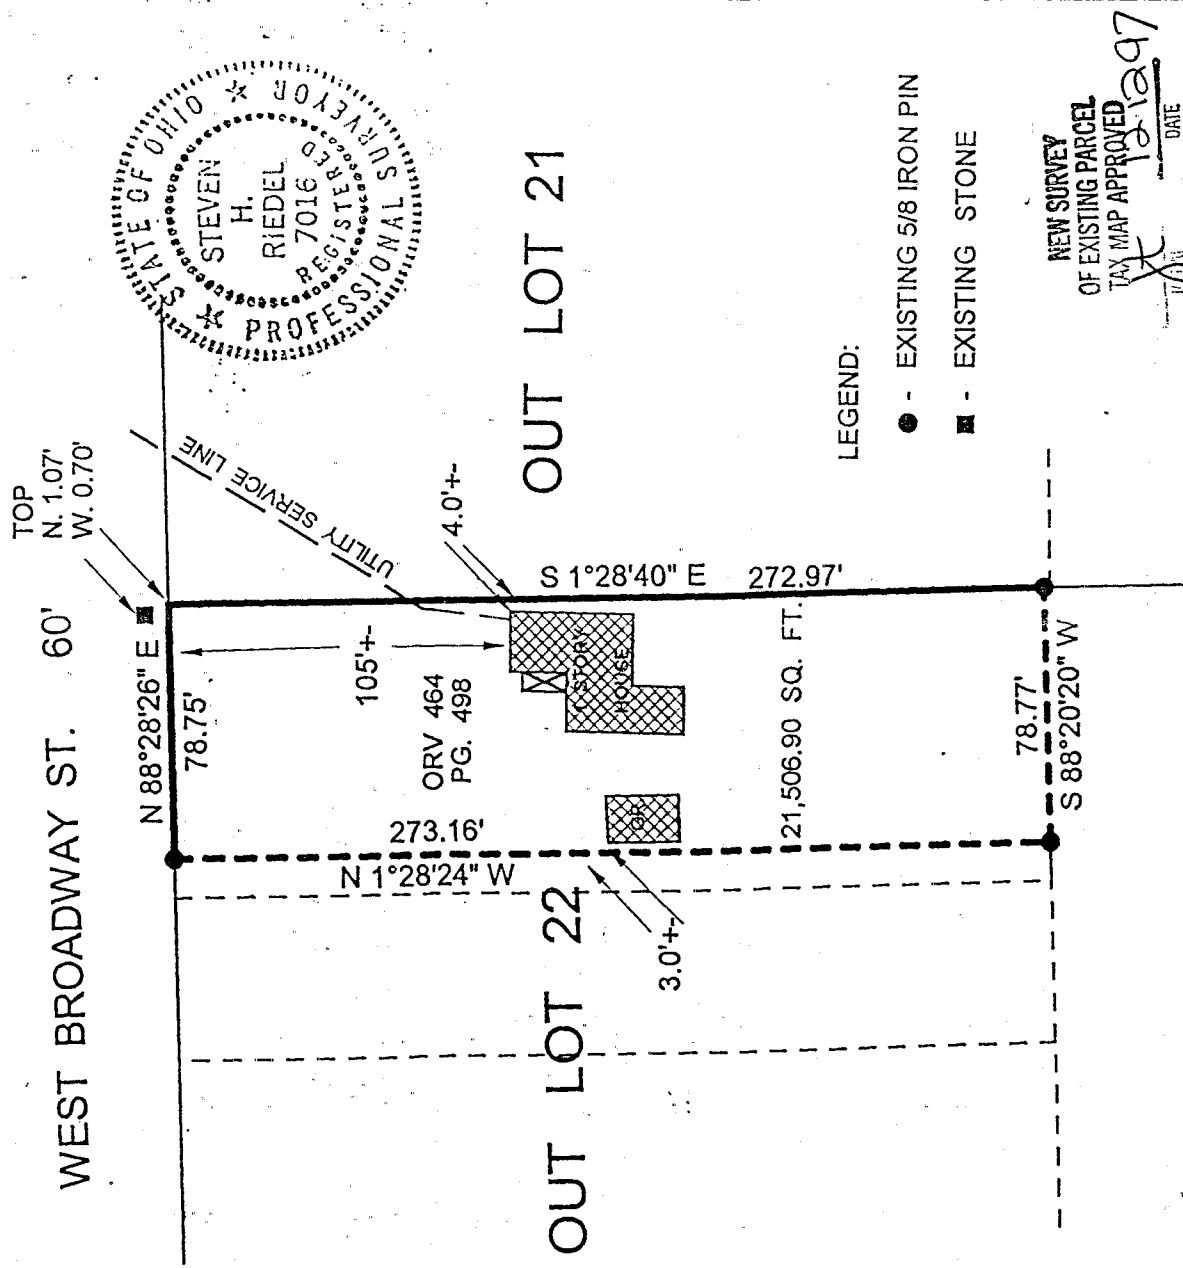 WEST BROADWAY ST. 60'
TOP
N. 1.07'
W. 0.70'
N 88°28'26" E
78.75'
STATE OF OHIO
PROFESSIONAL SURVEYOR
STEVEN
H.
RIEDEL
7016
REGISTERED
UTILITY SERVICE LINE
105'+-
ORV 464
PG. 498
273.16'
N 1°28'24" W
4.0'+-
S 1°28'40" E 272.97'
STORY
HOUSE
GR
3.0'+-
OUT LOT 22
OUT LOT 21
21,506.90 SQ. FT.
78.77'
S 88°20'20" W
LEGEND:
- EXISTING 5/8 IRON PIN
- EXISTING STONE
NEW SURVEY
OF EXISTING PARCEL
TAX MAP APPROVED
DATE